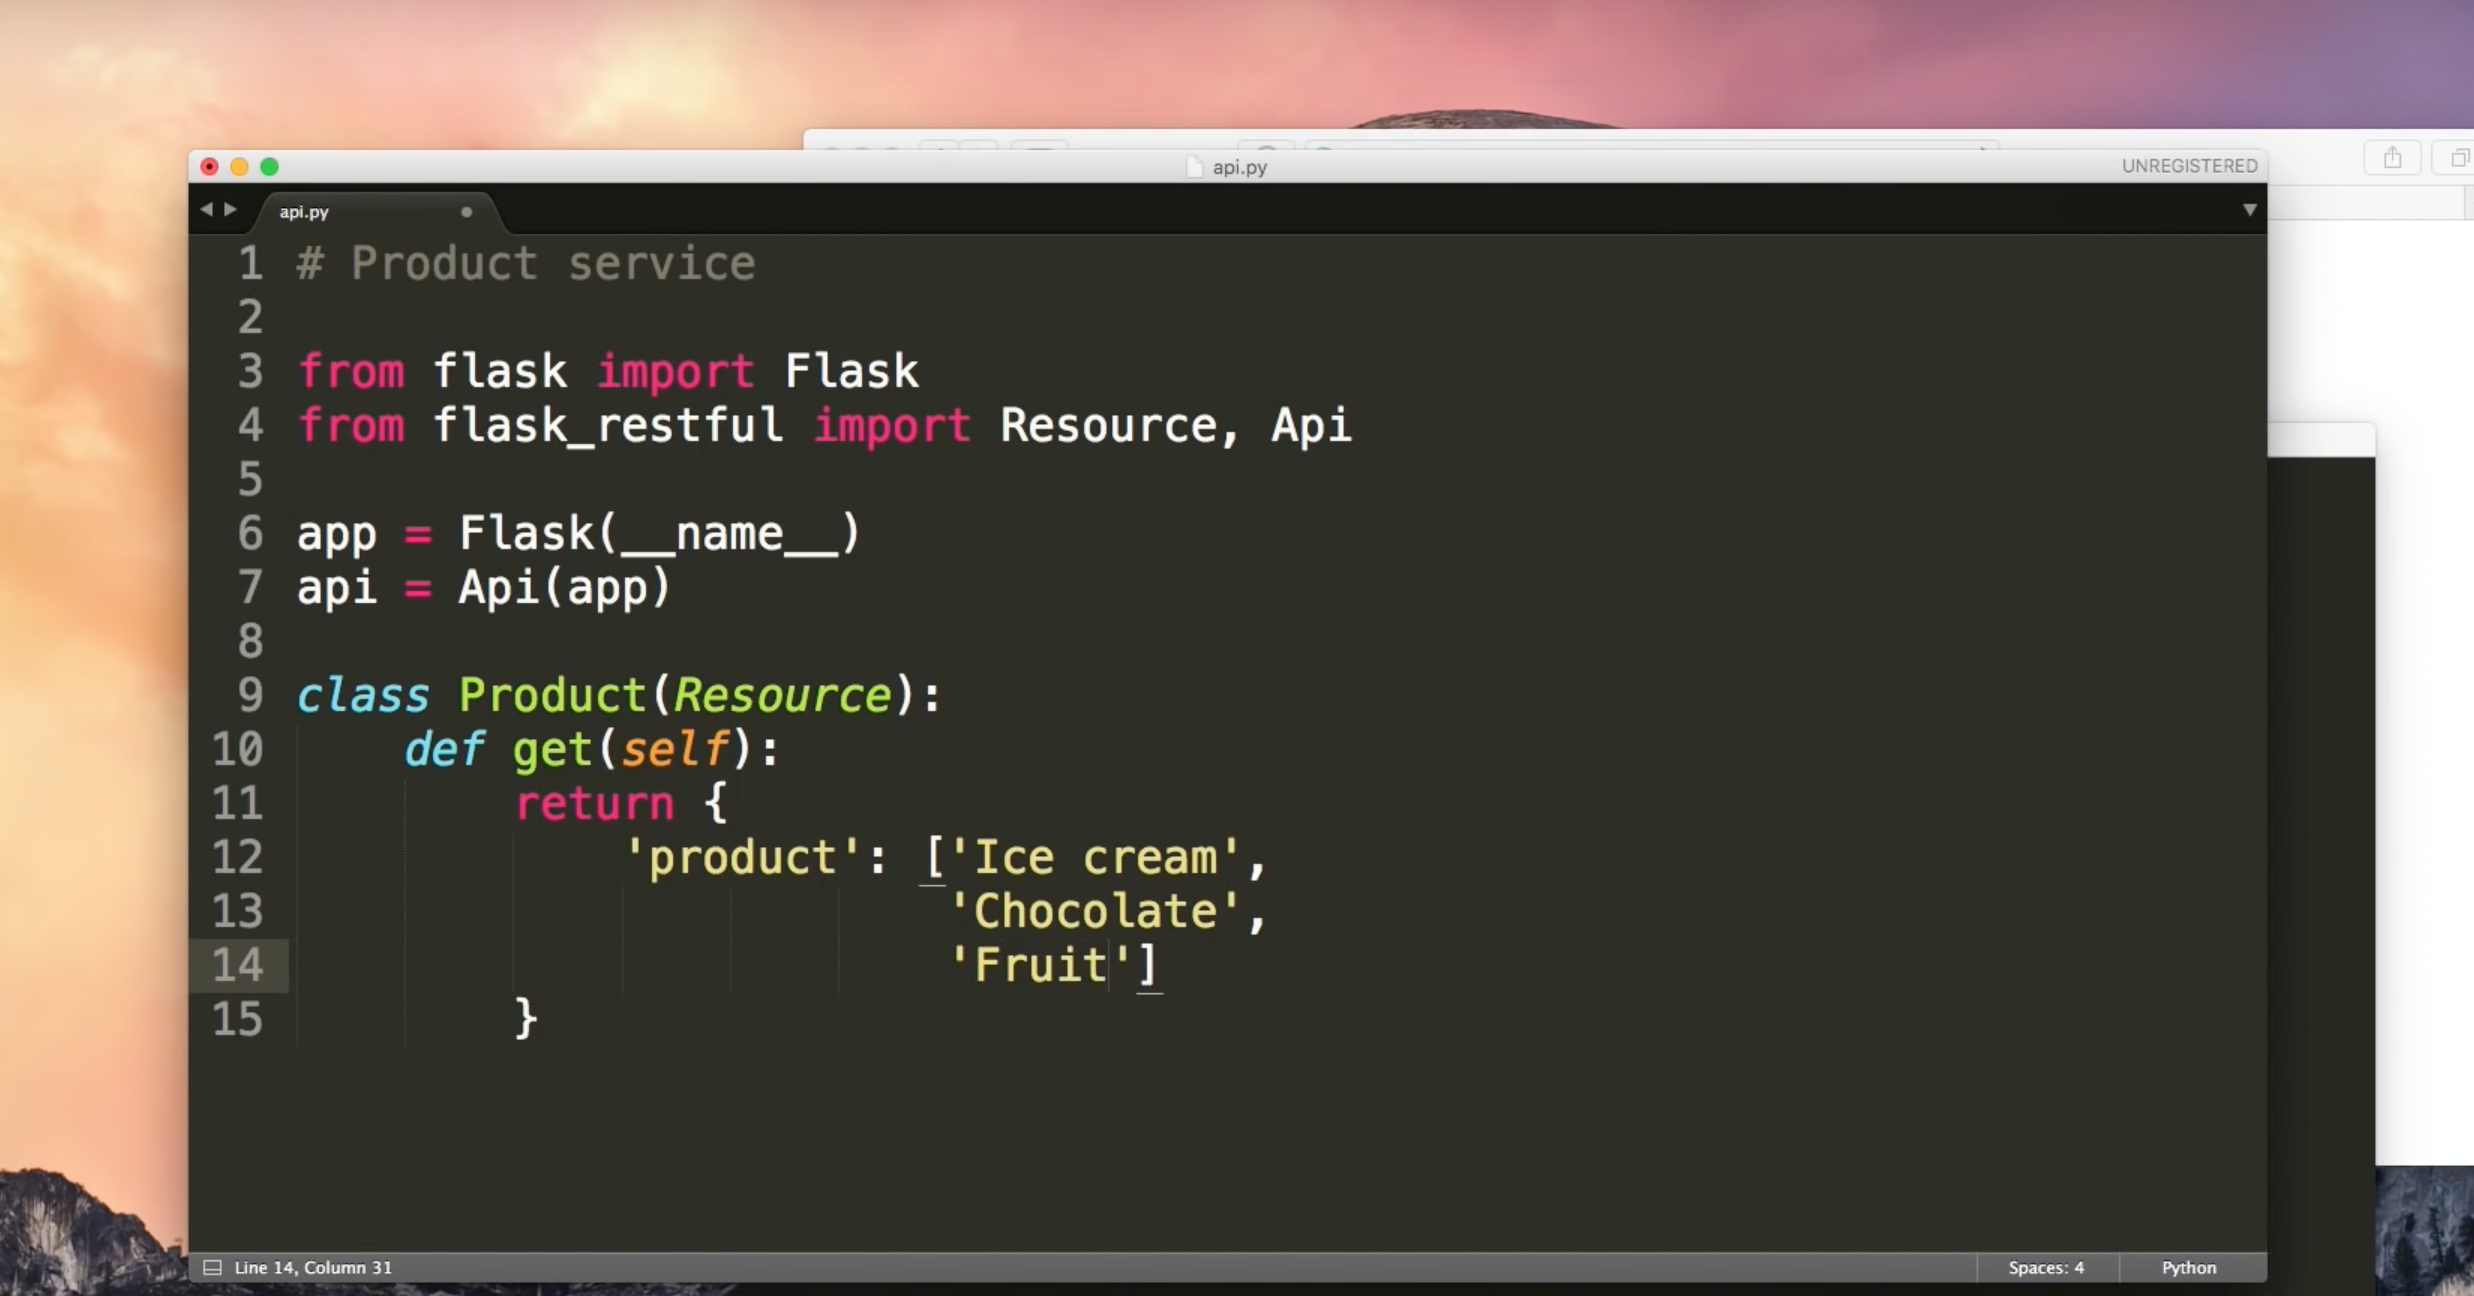 api.py
UNREGISTERED
api.py
1 # Product service
2
3 from flask import Flask
4 from flask_restful import Resource, Api
5
6 app = Flask(__name__)
7 api = Api(app)
8
9 class Product(Resource):
10     def get(self):
11         return {
12             'product': ['Ice cream',
13                         'Chocolate',
14                         'Fruit']
15         }
Line 14, Column 31
Spaces: 4
Python